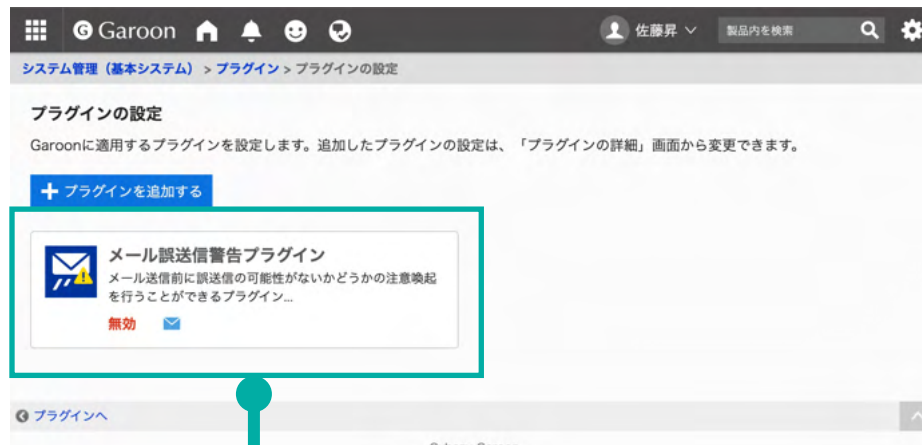 Garoon
佐藤昇
製品内を検索
システム管理（基本システム） > プラグイン > プラグインの設定
プラグインの設定
Garoonに適用するプラグインを設定します。追加したプラグインの設定は、「プラグインの詳細」画面から変更できます。
プラグインを追加する
メール誤送信警告プラグイン
メール送信前に誤送信の可能性がないかどうかの注意喚起
を行うことができるプラグイン...
無効
プラグインへ